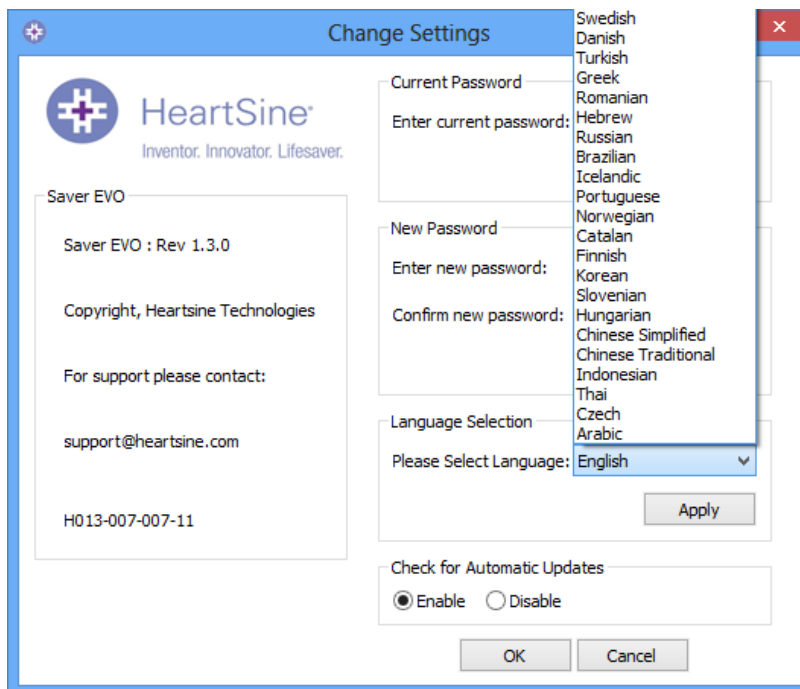 Change Settings
HeartSine®
Inventor. Innovator. Lifesaver.
Saver EVO
Saver EVO : Rev 1.3.0
Copyright, Heartsine Technologies
For support please contact:
support@heartsine.com
H013-007-007-11
Current Password
Enter current password:
New Password
Enter new password:
Confirm new password:
Language Selection
Please Select Language:
English
Swedish
Danish
Turkish
Greek
Romanian
Hebrew
Russian
Brazilian
Icelandic
Portuguese
Norwegian
Catalan
Finnish
Korean
Slovenian
Hungarian
Chinese Simplified
Chinese Traditional
Indonesian
Thai
Czech
Arabic
Apply
Check for Automatic Updates
Enable
Disable
OK
Cancel